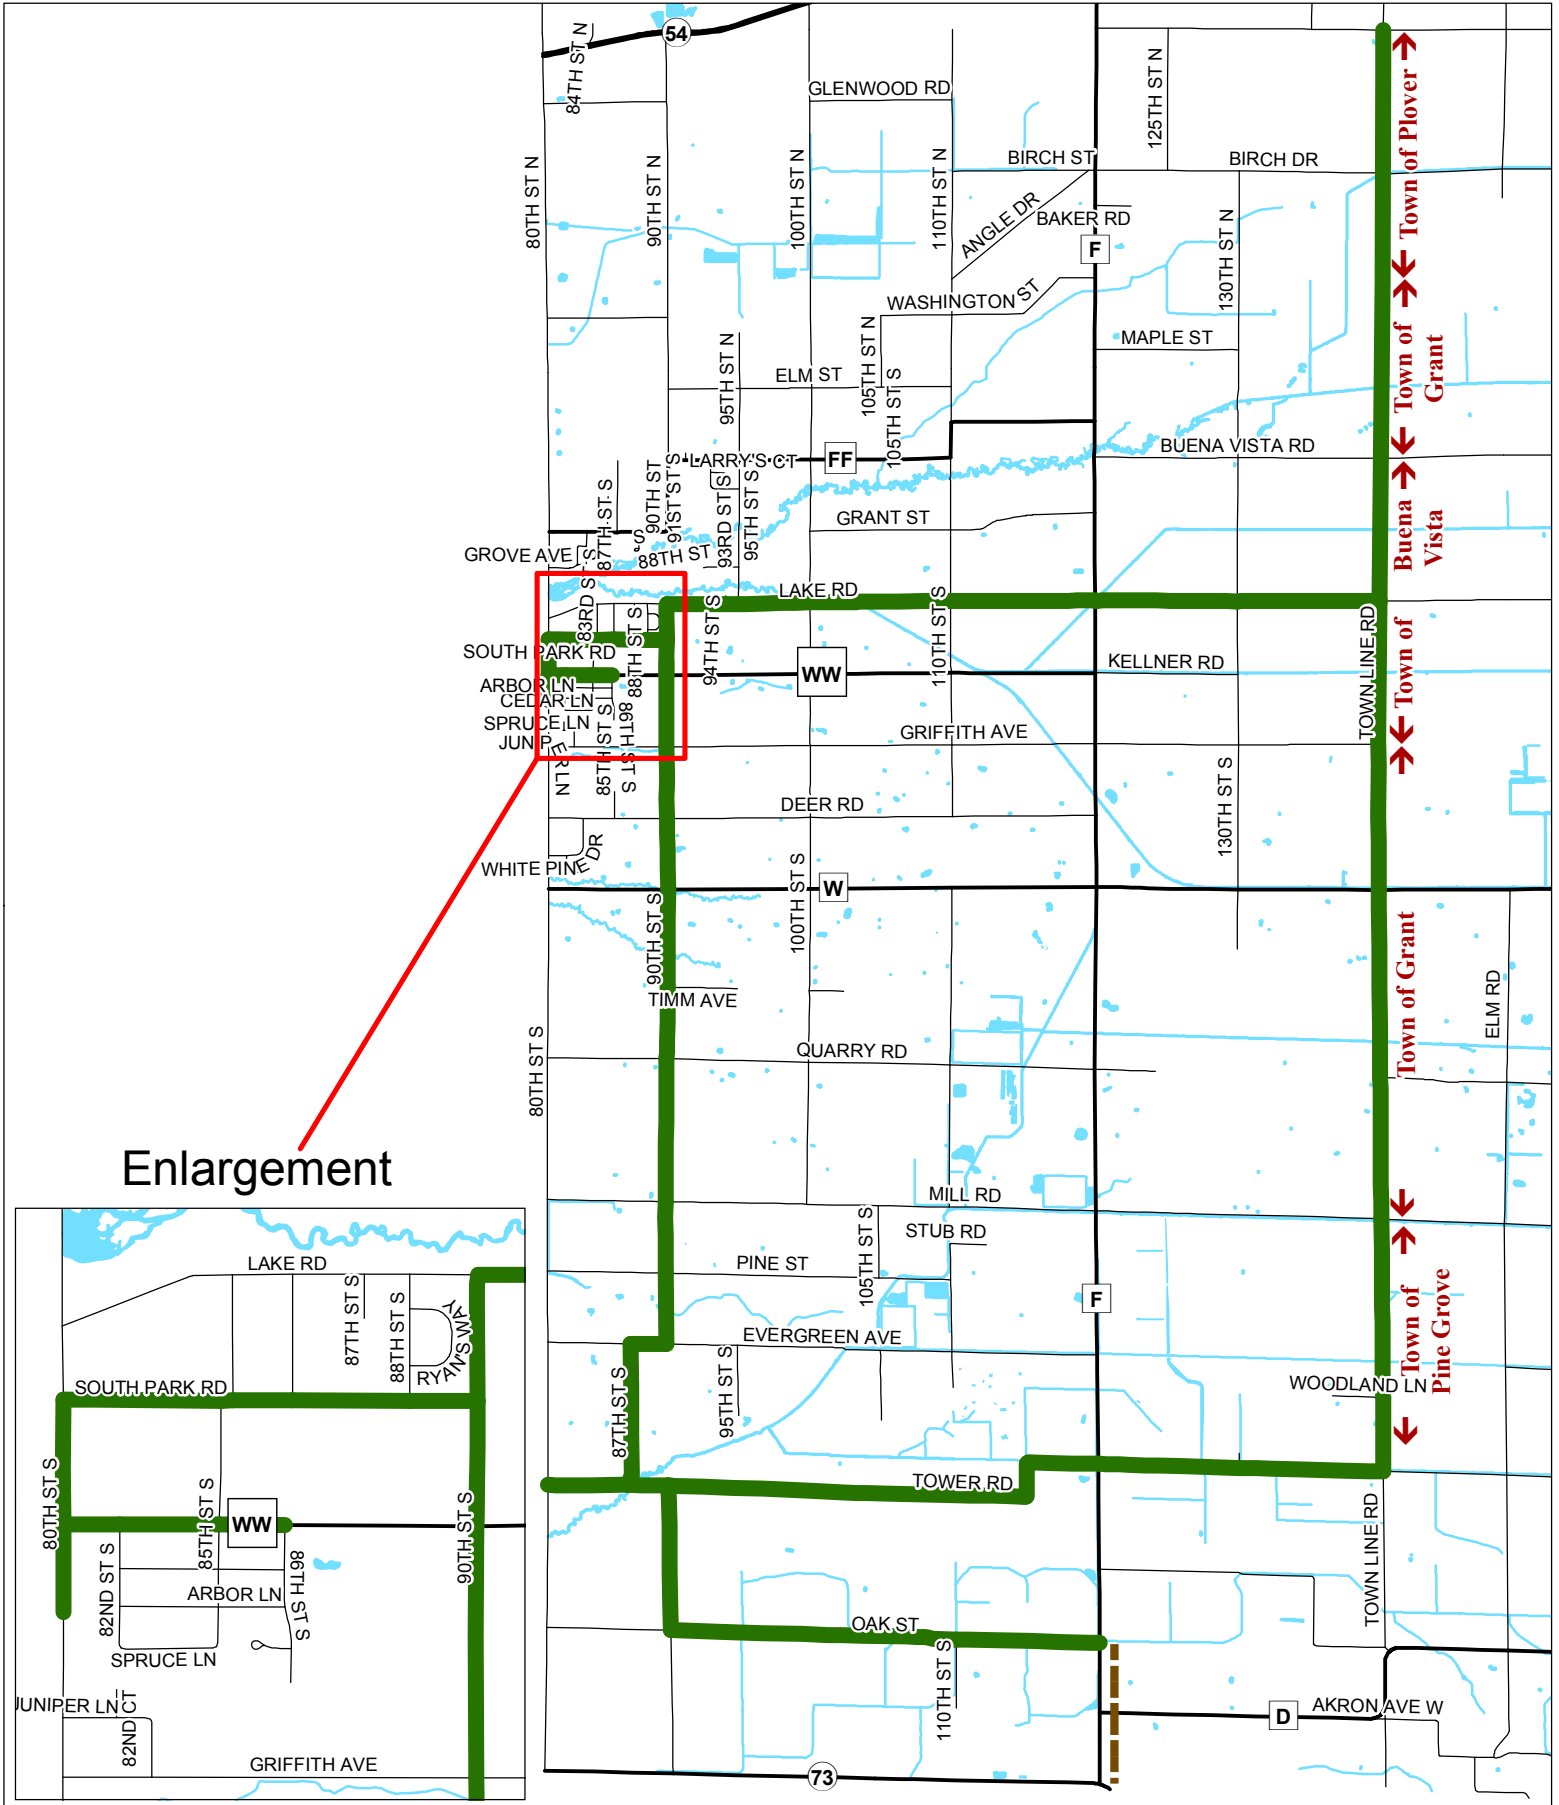 54
84TH ST N
GLENWOOD RD
125TH ST N
Town of Plover
80TH ST N
90TH ST N
100TH ST N
110TH ST N
BIRCH ST
BIRCH DR
ANGLE DR
BAKER RD
F
130TH ST N
WASHINGTON ST
105TH ST N
95TH ST N
MAPLE ST
ELM ST
Town of
Grant
105TH ST S
LARRY'S CT
FF
BUENA VISTA RD
90TH ST S
91ST ST S
93RD ST S
95TH ST S
87TH ST S
GRANT ST
Buena
Vista
GROVE AVE
88TH ST
83RD ST S
LAKE RD
88TH ST S
94TH ST S
110TH ST S
TOWN LINE RD
Town of
SOUTH PARK RD
WW
KELLNER RD
ARBOR LN
CEDAR LN
SPRUCE LN
JUNIPER LN
85TH ST S
86TH ST S
GRIFFITH AVE
DEER RD
130TH ST S
WHITE PINE DR
W
100TH ST S
90TH ST S
TIMM AVE
Town of Grant
ELM RD
80TH ST S
QUARRY RD
Enlargement
MILL RD
105TH ST S
STUB RD
PINE ST
F
Town of
Pine Grove
EVERGREEN AVE
87TH ST S
95TH ST S
WOODLAND LN
TOWER RD
TOWN LINE RD
OAK ST
110TH ST S
D
AKRON AVE W
73
LAKE RD
87TH ST S
88TH ST S
RYAN'S WAY
SOUTH PARK RD
80TH ST S
85TH ST S
WW
90TH ST S
82ND ST S
ARBOR LN
86TH ST S
SPRUCE LN
JUNIPER LN
82ND CT
GRIFFITH AVE